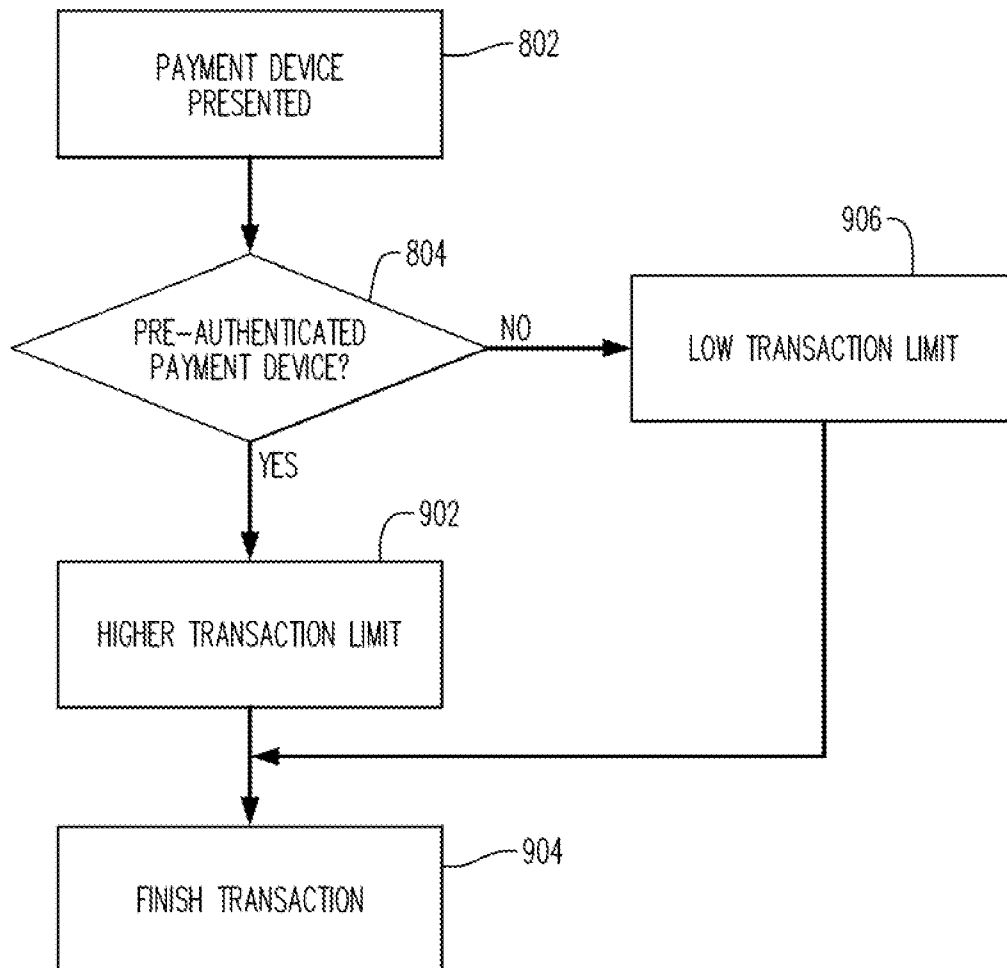 PAYMENT DEVICE
PRESENTED
802
PRE-AUTHENTICATED
PAYMENT DEVICE?
804
NO
906
LOW TRANSACTION LIMIT
YES
902
HIGHER TRANSACTION LIMIT
FINISH TRANSACTION
904